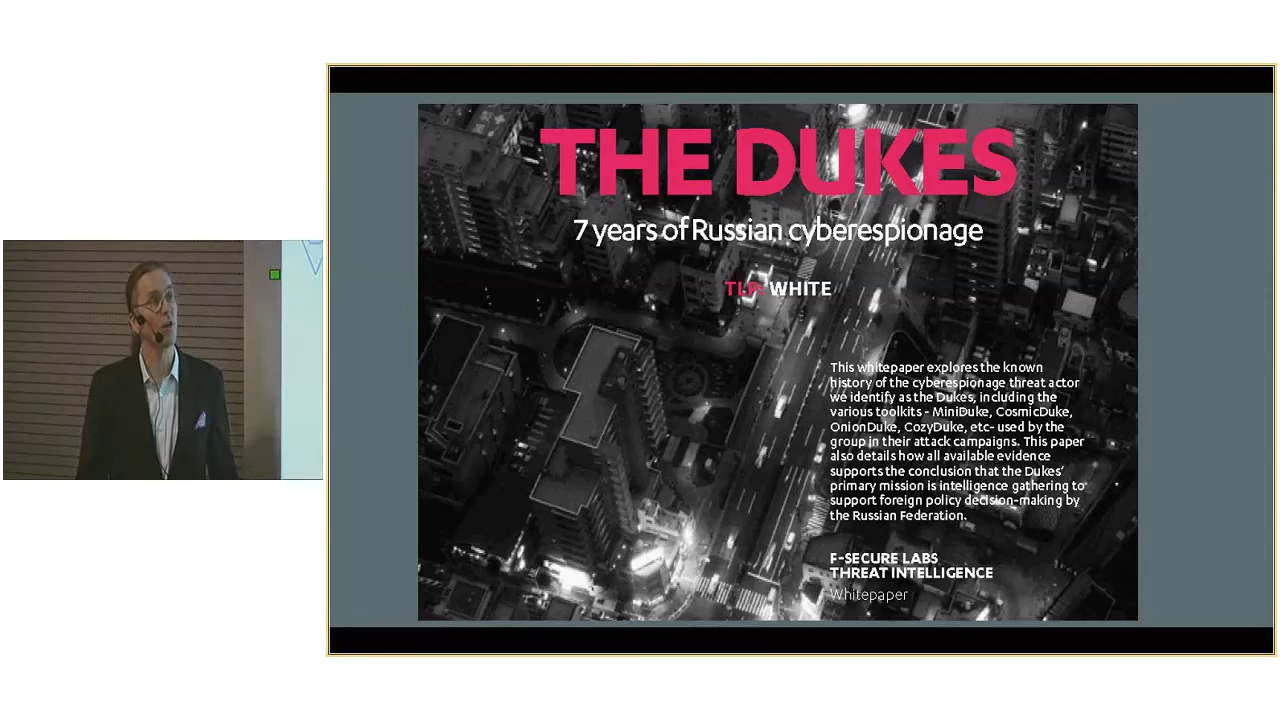 THE DUKES
7 years of Russian cyberespionage
TLP: WHITE
This whitepaper explores the known
history of the cyberespionage threat actor
we identify as the Dukes, including the
various toolkits - MiniDuke, CosmicDuke,
OnionDuke, CozyDuke, etc- used by the
group in their attack campaigns. This paper
also details how all available evidence
supports the conclusion that the Dukes'
primary mission is intelligence gathering to
support foreign policy decision-making by
the Russian Federation.
F-SECURE LABS
THREAT INTELLIGENCE
Whitepaper